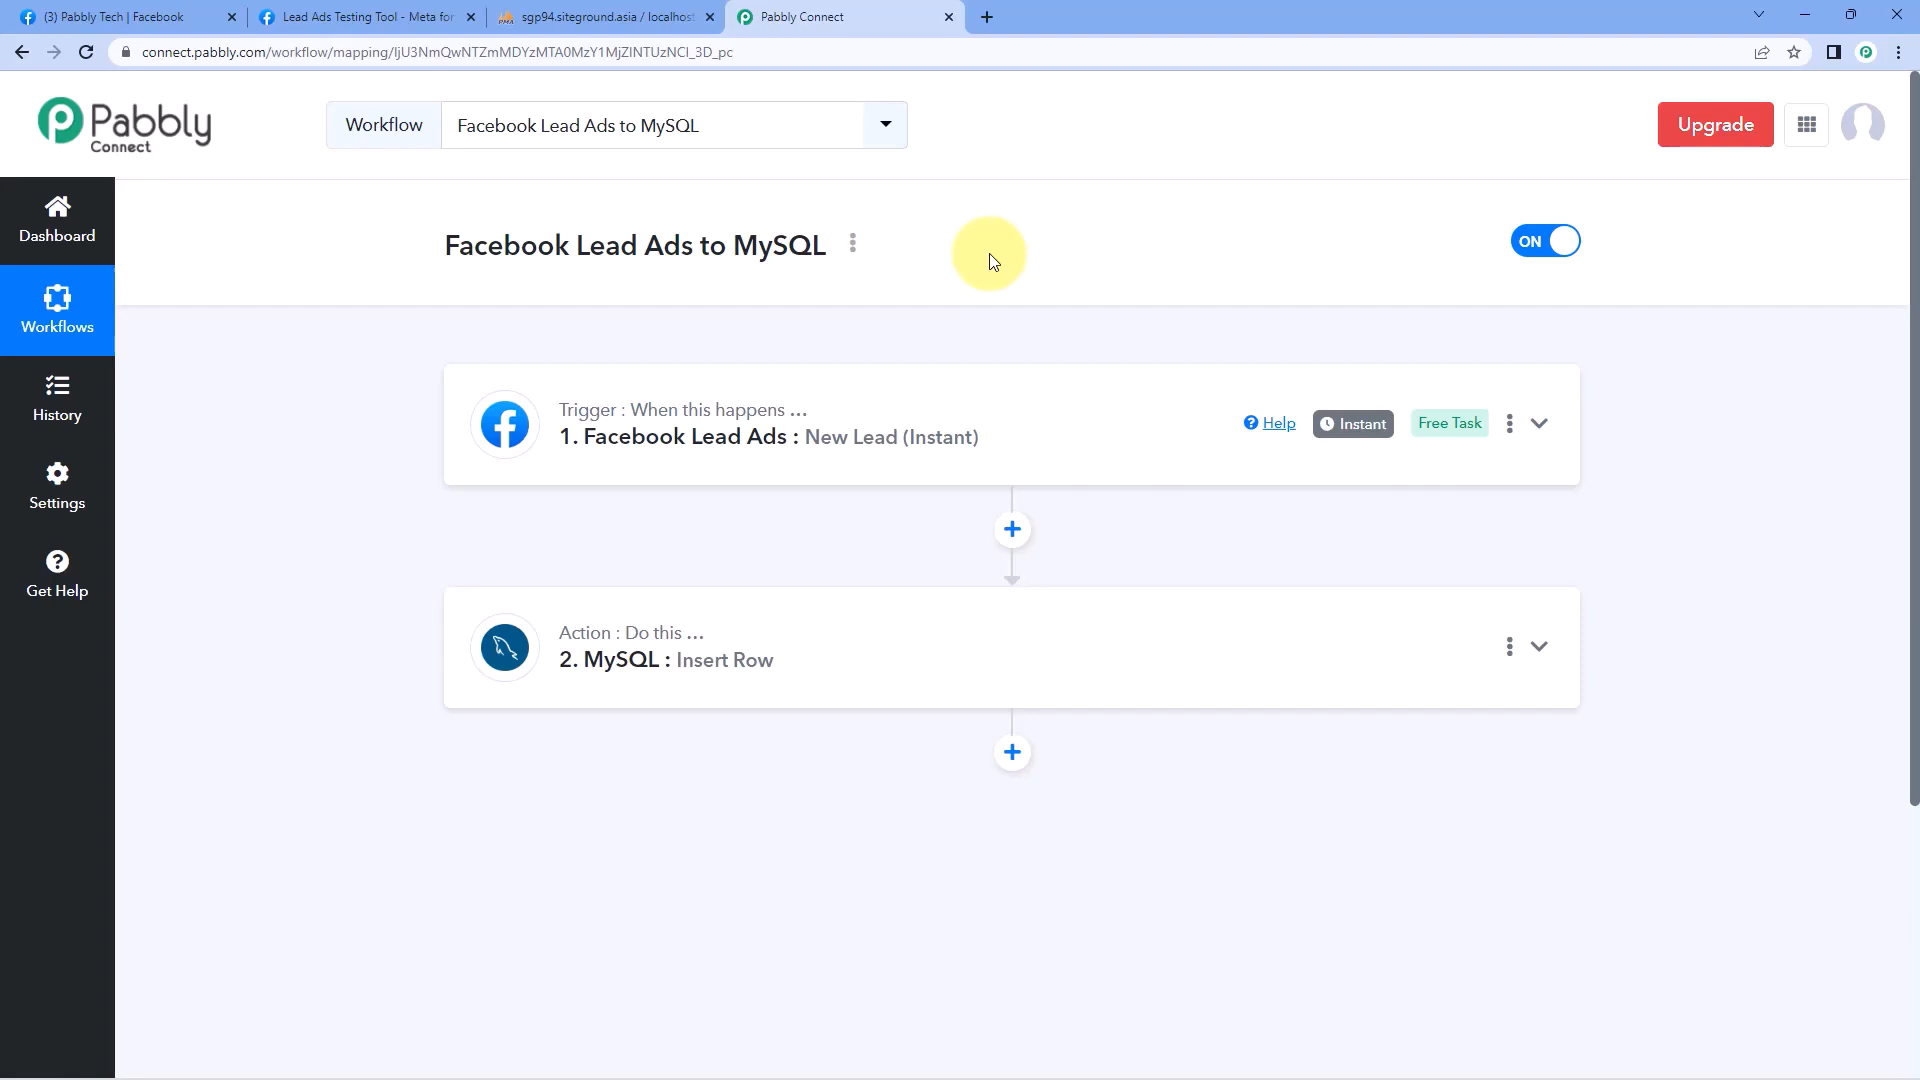 (3) Pabbly Tech | Facebook
Lead Ads Testing Tool - Meta for
sgp94.siteground.asia / localhost
Pabbly Connect
connect.pabbly.com/workflow/mapping/IjU3NmQwNTZmMDYzMTA0MzY1MjZlNTUzNCI_3D_pc
Pabbly
Connect
Workflow
Facebook Lead Ads to MySQL
Upgrade
Dashboard
Workflows
History
Settings
Get Help
Facebook Lead Ads to MySQL
ON
Trigger : When this happens ...
1. Facebook Lead Ads : New Lead (Instant)
Help
Instant
Free Task
Action : Do this ...
2. MySQL : Insert Row